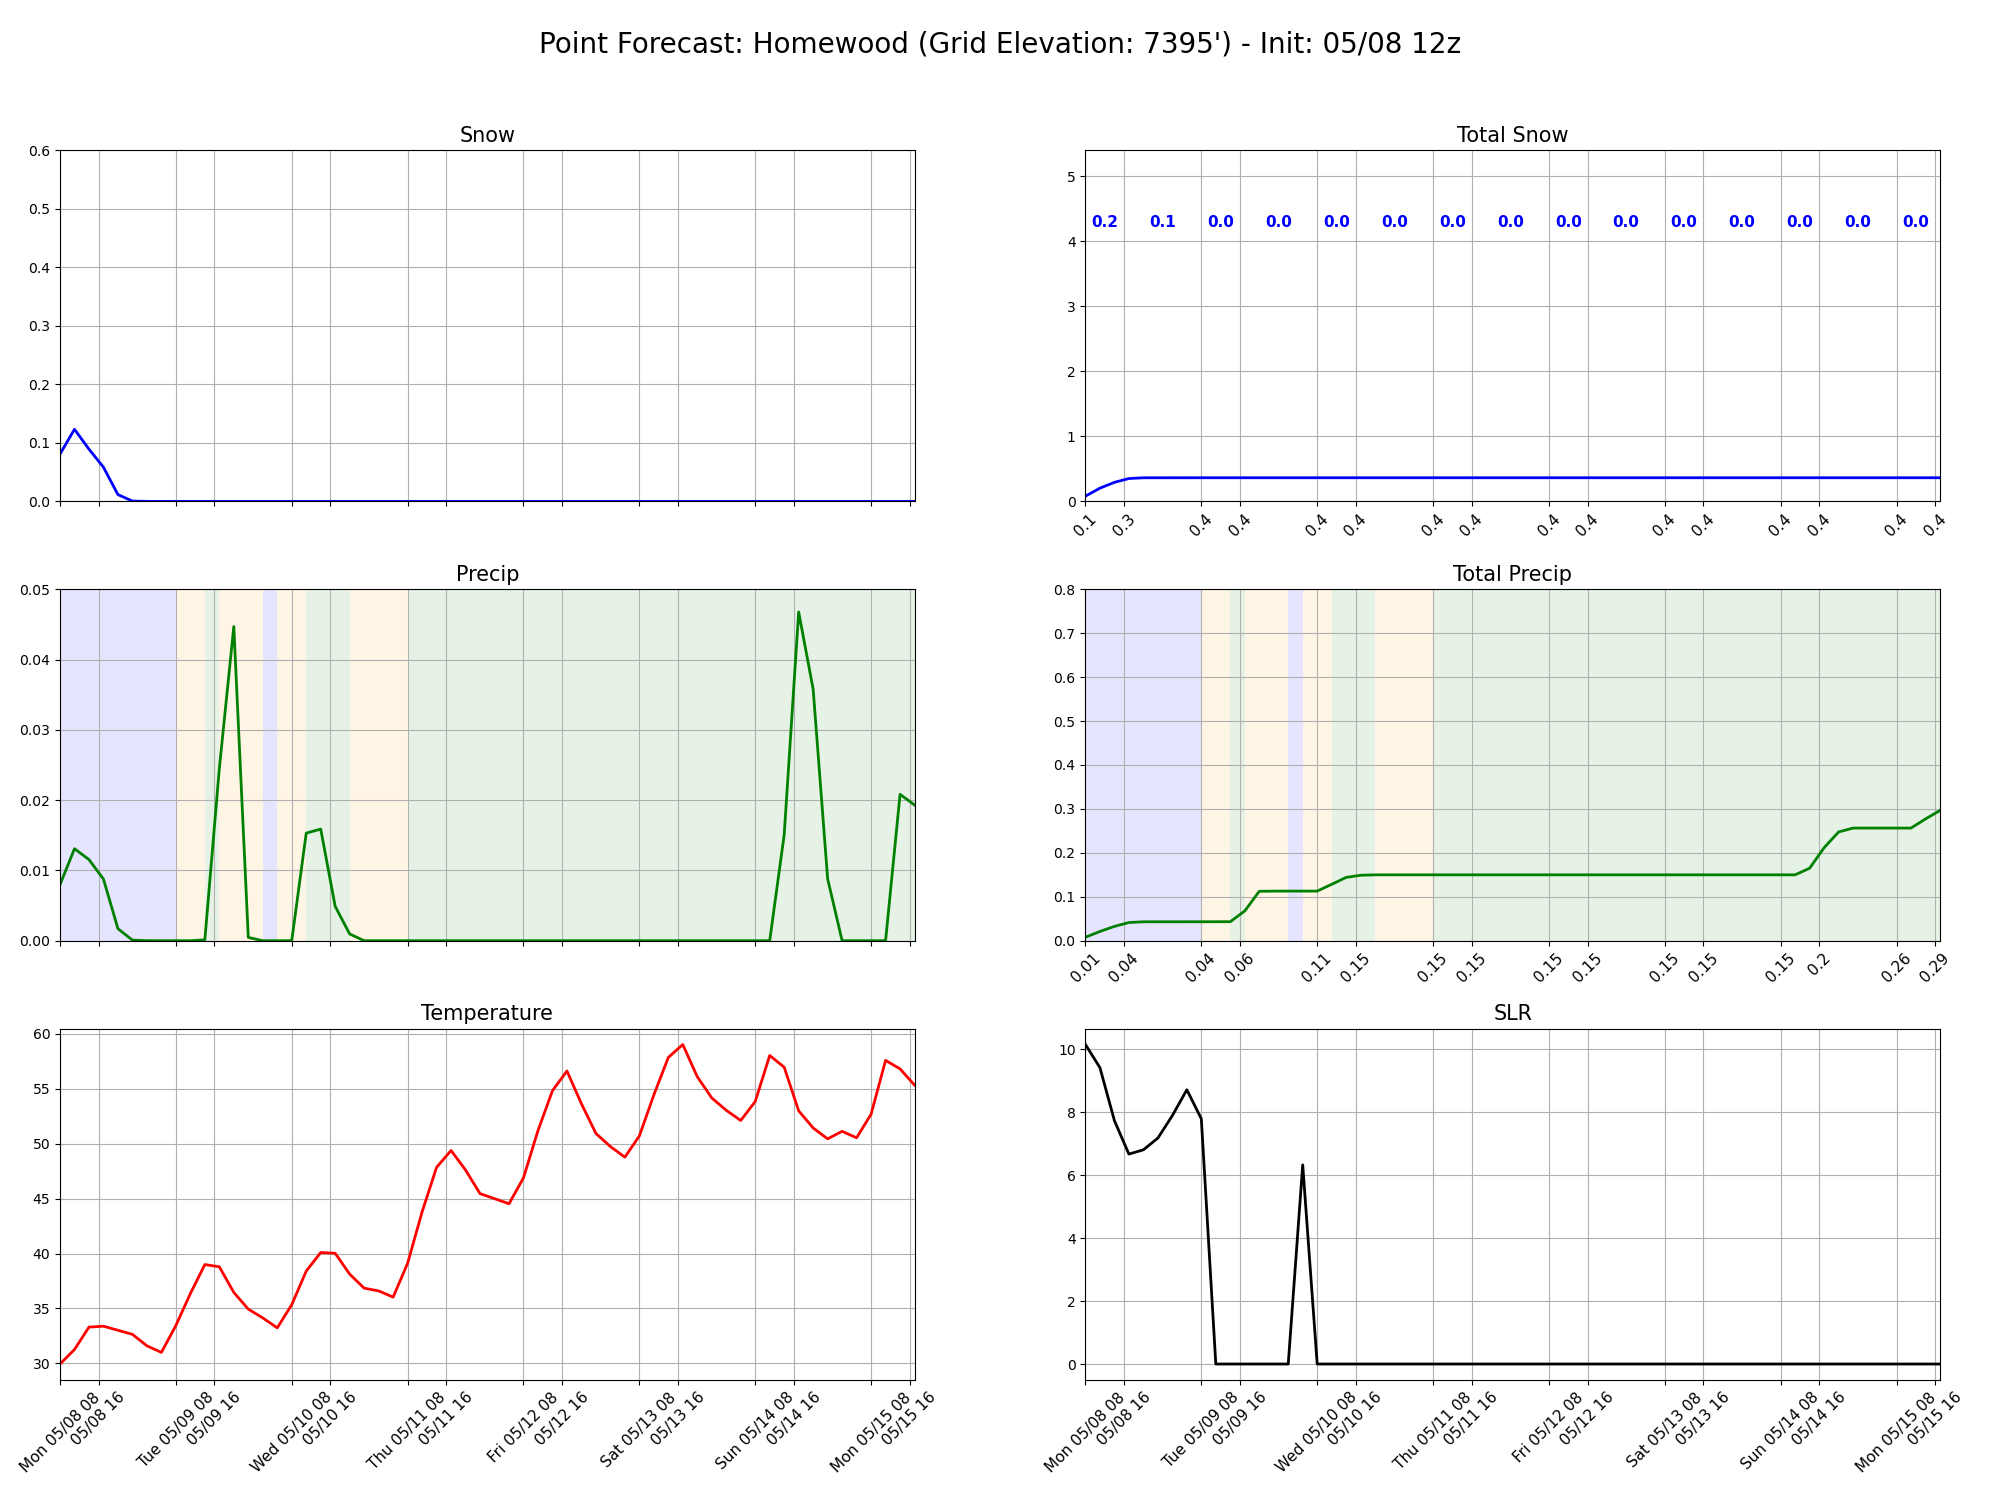 Point Forecast: Homewood (Grid Elevation: 7395') - Init: 05/08 12z
Snow
0.6
0.5
0.4
0.3
0.2
0.1
0.0
Total Snow
5
4
3
2
1
0
0.2 0.1 0.0 0.0 0.0 0.0 0.0 0.0 0.0 0.0 0.0 0.0 0.0 0.0 0.0
0.1 0.3 0.4 0.4 0.4 0.4 0.4 0.4 0.4 0.4 0.4 0.4 0.4 0.4 0.4 0.4
Precip
0.05
0.04
0.03
0.02
0.01
0.00
Total Precip
0.8
0.7
0.6
0.5
0.4
0.3
0.2
0.1
0.0
0.01 0.04 0.04 0.06 0.11 0.15 0.15 0.15 0.15 0.15 0.15 0.15 0.15 0.2 0.26 0.29
Temperature
60
55
50
45
40
35
30
Mon 05/08 08
05/08 16
Tue 05/09 08
05/09 16
Wed 05/10 08
05/10 16
Thu 05/11 08
05/11 16
Fri 05/12 08
05/12 16
Sat 05/13 08
05/13 16
Sun 05/14 08
05/14 16
Mon 05/15 08
05/15 16
SLR
10
8
6
4
2
0
Mon 05/08 08
05/08 16
Tue 05/09 08
05/09 16
Wed 05/10 08
05/10 16
Thu 05/11 08
05/11 16
Fri 05/12 08
05/12 16
Sat 05/13 08
05/13 16
Sun 05/14 08
05/14 16
Mon 05/15 08
05/15 16